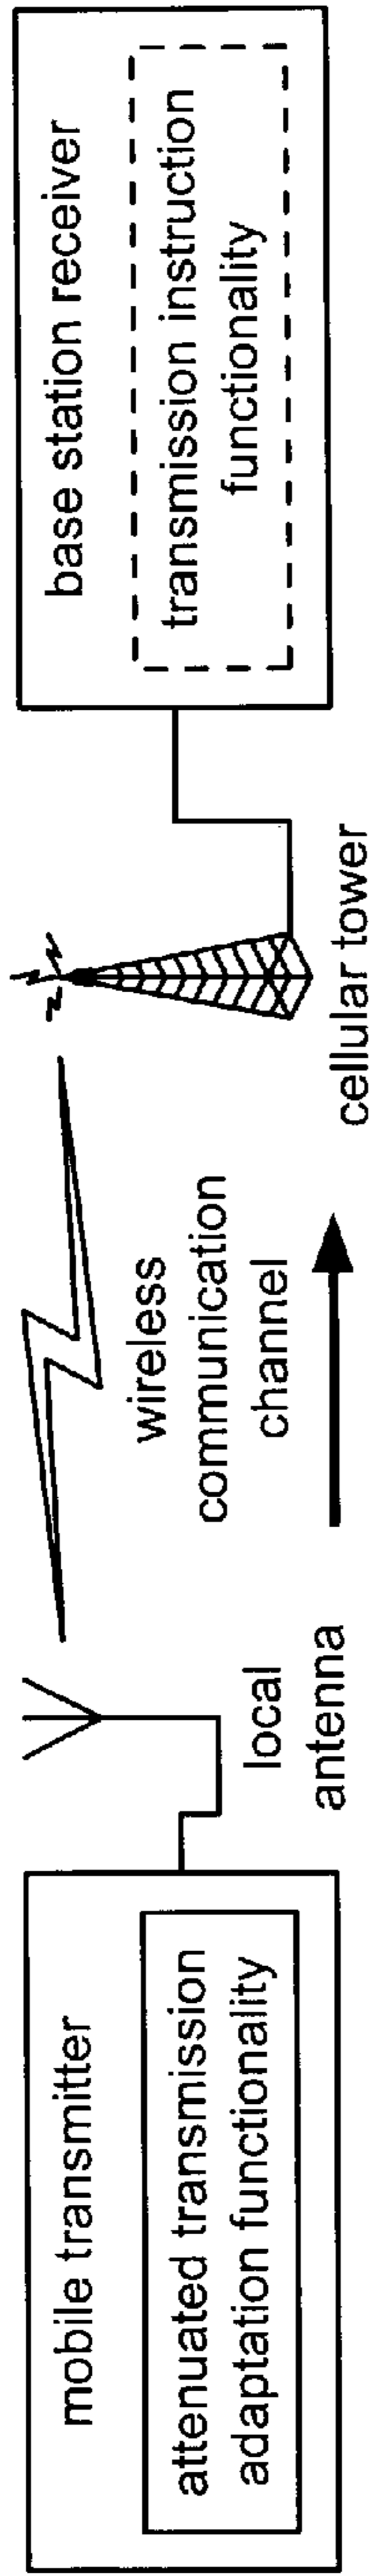 mobile transmitter
attenuated transmission
adaptation functionality
local
antenna
wireless
communication
channel
cellular tower
base station receiver
transmission instruction
functionality